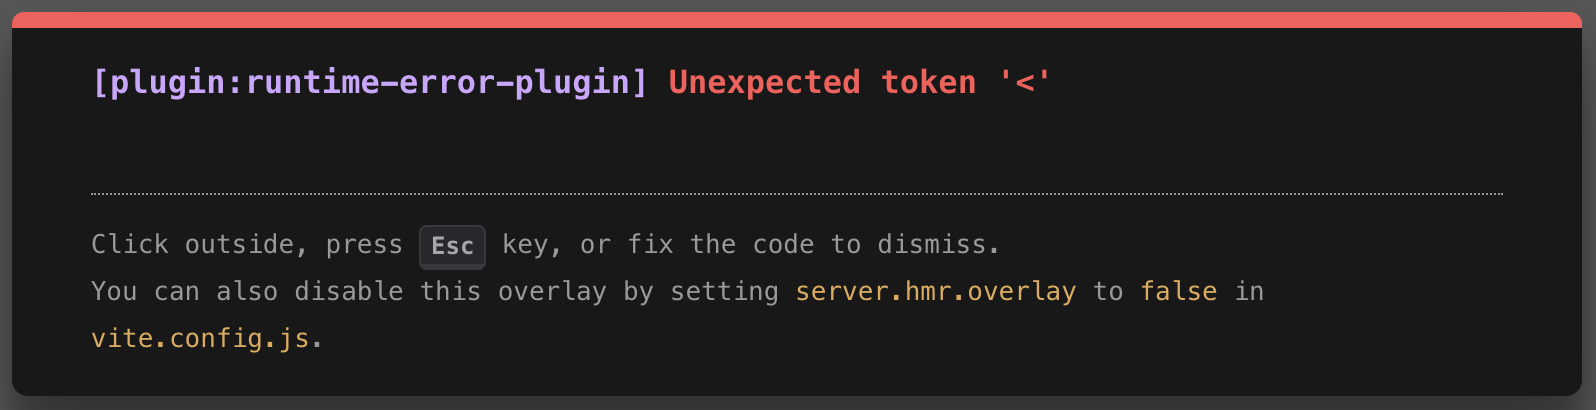 [plugin:runtime-error-plugin] Unexpected token '<'
Click outside, press Esc key, or fix the code to dismiss.
You can also disable this overlay by setting server.hmr.overlay to false in
vite.config.js.